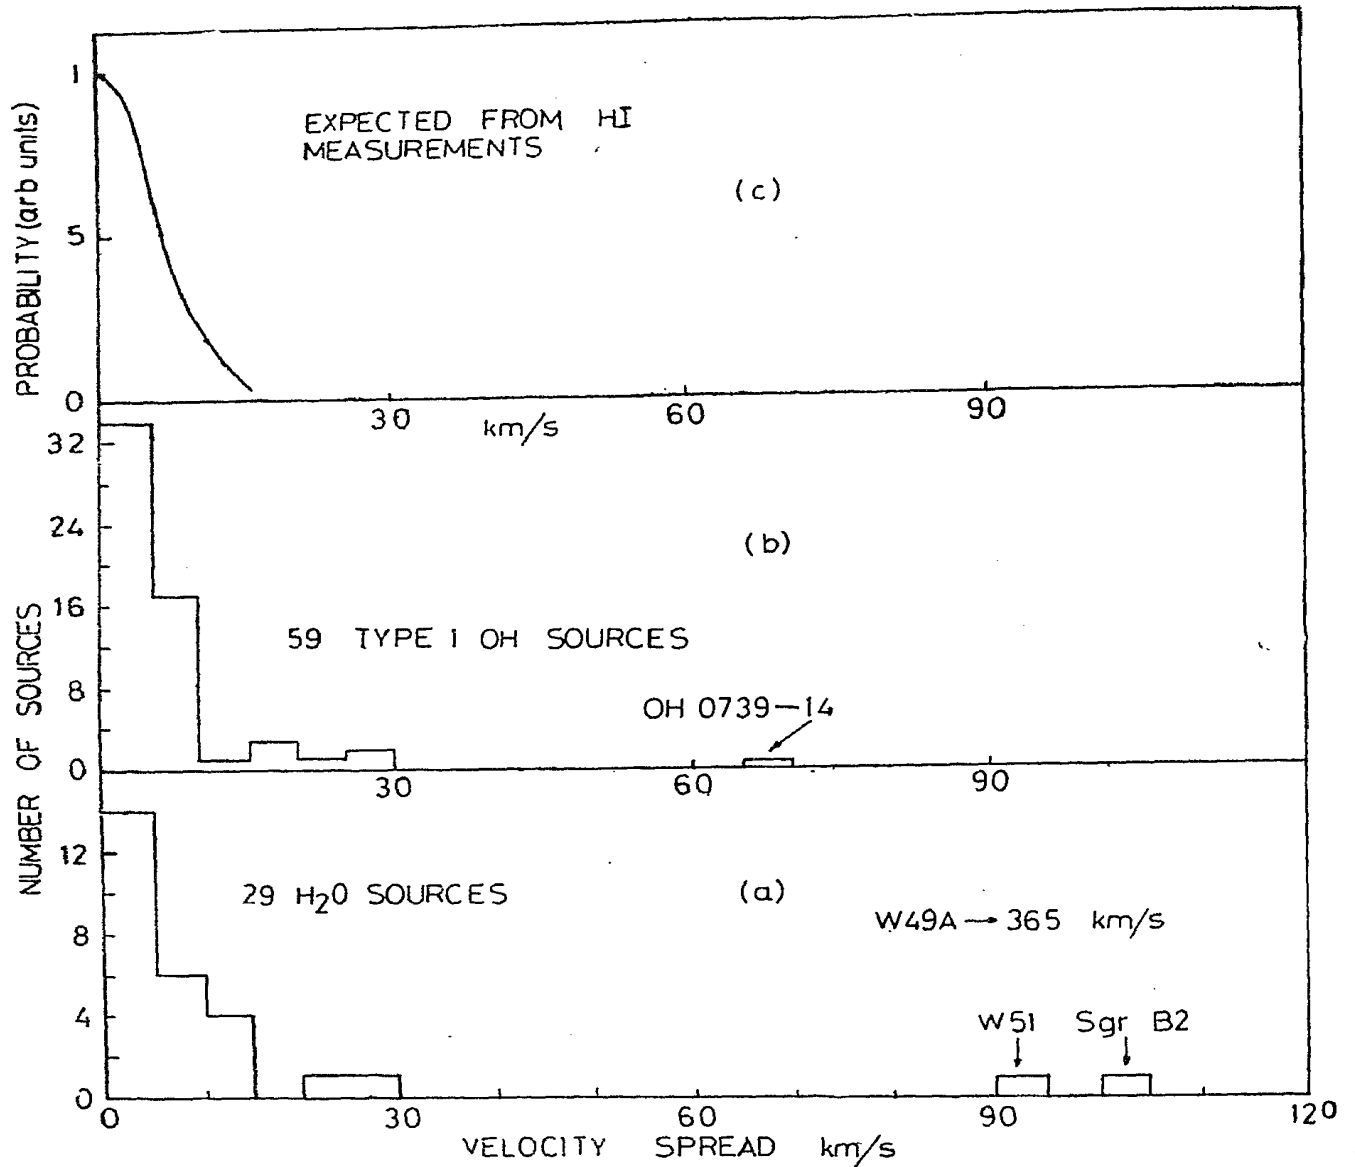 PROBABILITY (arb units)
1
5
0
EXPECTED FROM HI
MEASUREMENTS
(c)
30
60
90
km/s
NUMBER OF SOURCES
32
24
16
8
0
(b)
59 TYPE I OH SOURCES
OH 0739-14
30
60
90
12
8
4
0
29 H2O SOURCES
(a)
W49A → 365 km/s
W51
Sgr B2
0
30
60
90
120
VELOCITY SPREAD km/s